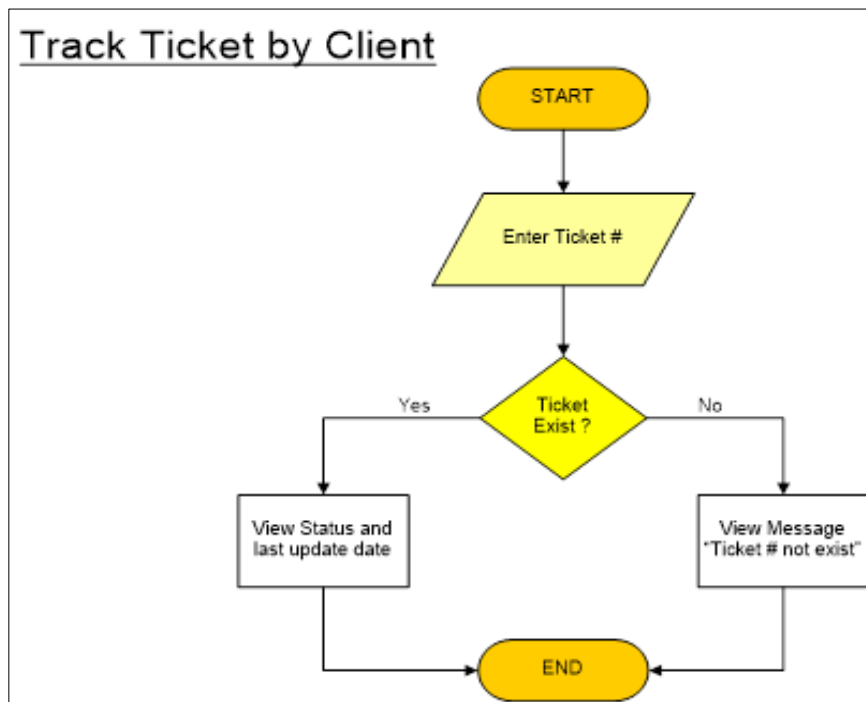 Track Ticket by Client
START
Enter Ticket #
Ticket
Exist ?
Yes
No
View Status and
last update date
View Message
"Ticket # not exist"
END